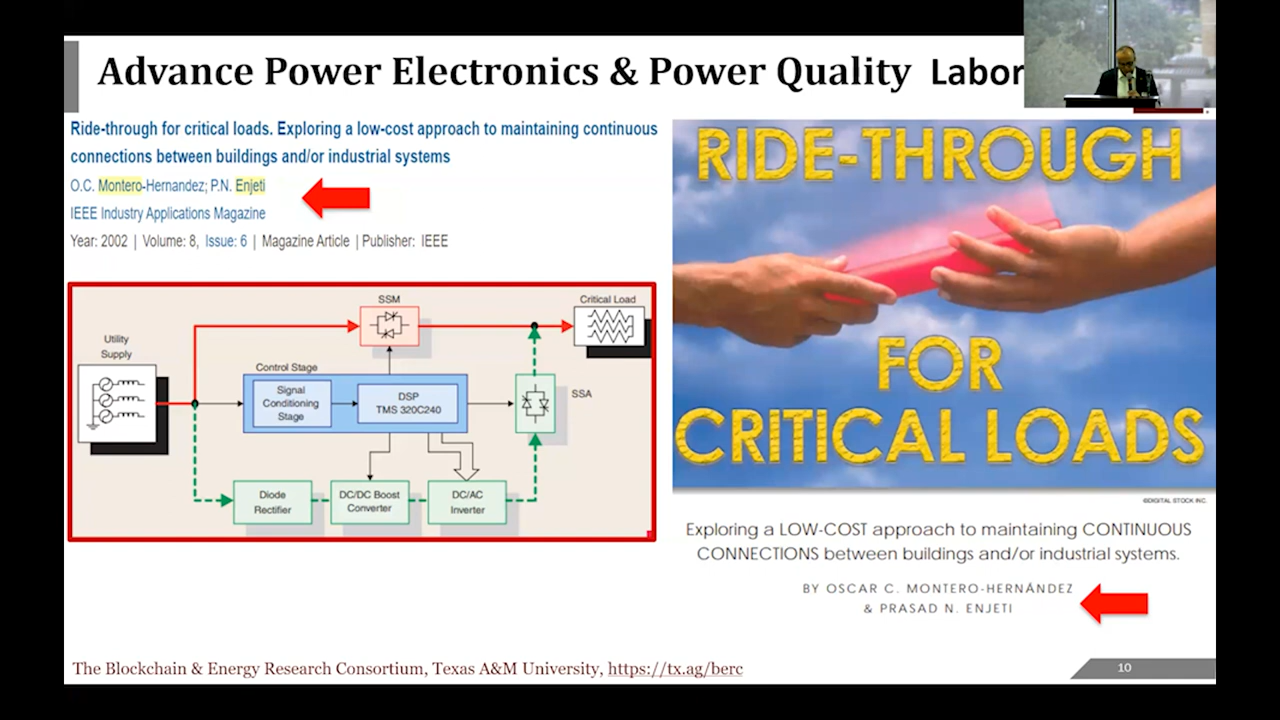 Advance Power Electronics & Power Quality Labor
Ride-through for critical loads. Exploring a low-cost approach to maintaining continuous
connections between buildings and/or industrial systems
O.C. Montero-Hernandez; P.N. Enjeti
IEEE Industry Applications Magazine
Year: 2002 | Volume: 8, Issue: 6 | Magazine Article | Publisher: IEEE
SSM
Critical Load
Utility
Supply
Control Stage
Signal
Conditioning
Stage
DSP
TMS 320C240
SSA
Diode
Rectifier
DC/DC Boost
Converter
DC/AC
Inverter
RIDE-THROUGH
FOR
CRITICAL LOADS
©DIGITAL STOCK INC.
Exploring a LOW-COST approach to maintaining CONTINUOUS
CONNECTIONS between buildings and/or industrial systems.
BY OSCAR C. MONTERO-HERNÁNDEZ
& PRASAD N. ENJETI
The Blockchain & Energy Research Consortium, Texas A&M University, https://tx.ag/berc
10